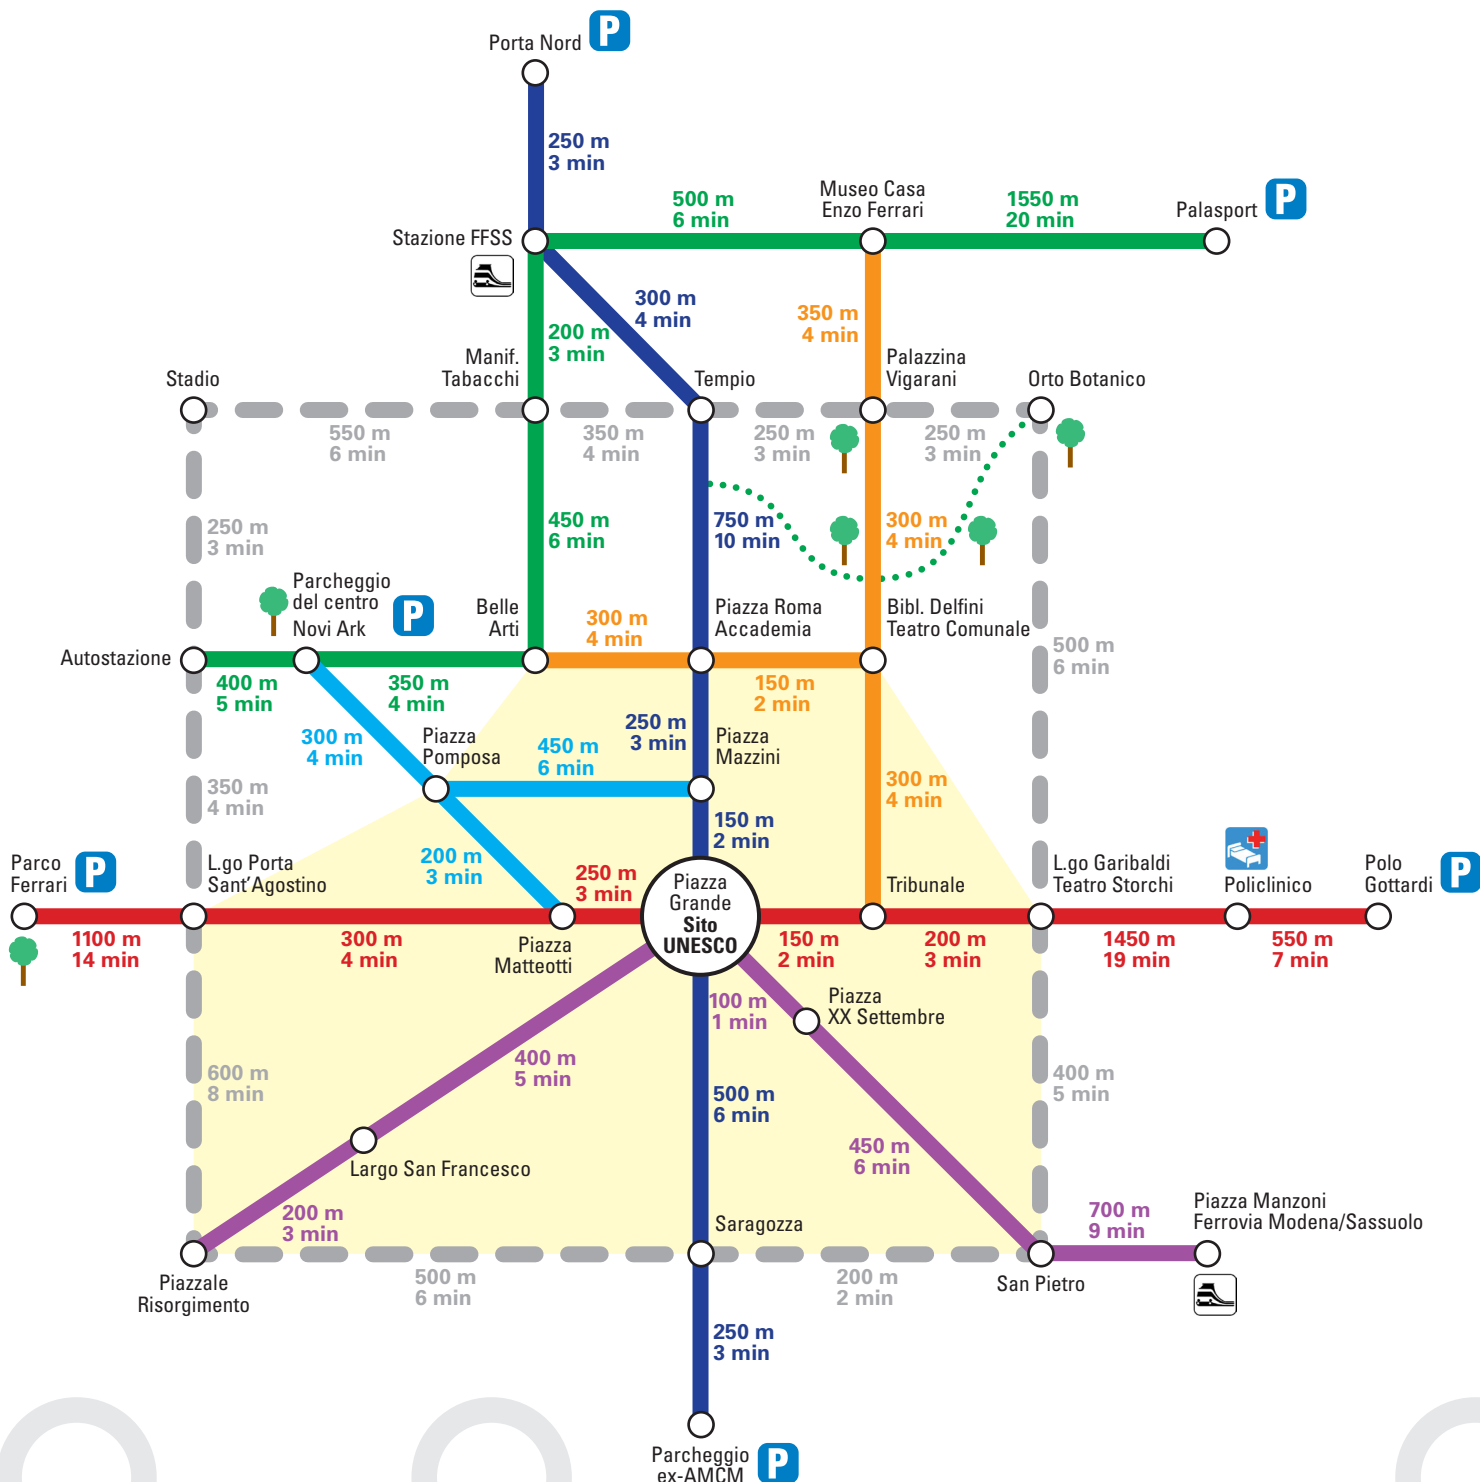 Porta Nord
P
250 m
3 min
Museo Casa
Enzo Ferrari
500 m
6 min
1550 m
20 min
Palasport
P
Stazione FFSS
300 m
4 min
350 m
4 min
200 m
3 min
Manif.
Tabacchi
Palazzina
Vigarani
Stadio
Tempio
Orto Botanico
550 m
6 min
350 m
4 min
250 m
3 min
250 m
3 min
250 m
3 min
450 m
6 min
750 m
10 min
300 m
4 min
Parcheggio
del centro
Novi Ark
P
Belle
Arti
300 m
4 min
Piazza Roma
Accademia
Bibl. Delfini
Teatro Comunale
500 m
6 min
Autostazione
400 m
5 min
350 m
4 min
150 m
2 min
300 m
4 min
Piazza
Pomposa
450 m
6 min
250 m
3 min
Piazza
Mazzini
350 m
4 min
300 m
4 min
150 m
2 min
200 m
3 min
Parco
Ferrari
P
L.go Porta
Sant'Agostino
250 m
3 min
Piazza
Grande
Sito
UNESCO
Tribunale
L.go Garibaldi
Teatro Storchi
Policlinico
Polo
Gottardi
P
1100 m
14 min
300 m
4 min
Piazza
Matteotti
150 m
2 min
200 m
3 min
1450 m
19 min
550 m
7 min
100 m
1 min
Piazza
XX Settembre
600 m
8 min
400 m
5 min
500 m
6 min
400 m
5 min
450 m
6 min
Largo San Francesco
200 m
3 min
Saragozza
700 m
9 min
Piazza Manzoni
Ferrovia Modena/Sassuolo
Piazzale
Risorgimento
500 m
6 min
200 m
2 min
San Pietro
250 m
3 min
Parcheggio
ex-AMCM
P